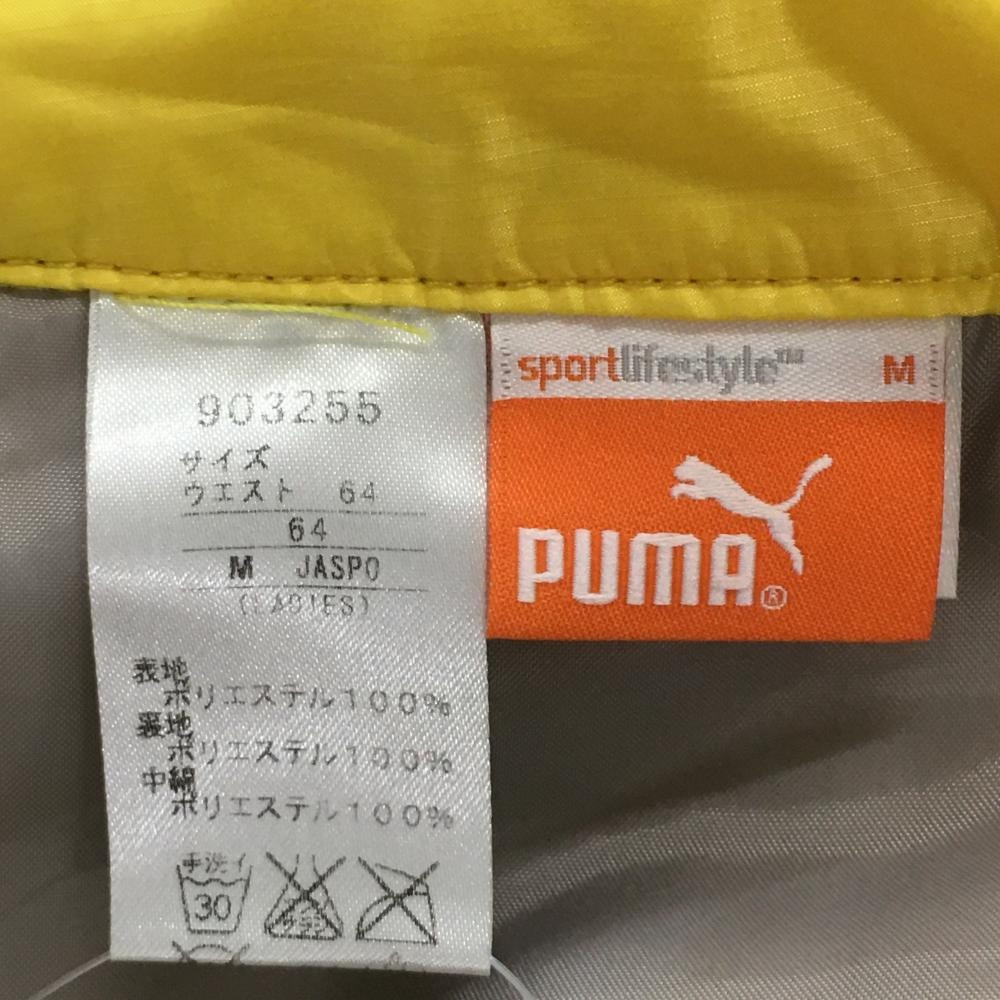 903255
サイズ
ウエスト 64
64
M JASPO
(LADIES)
表地
ポリエステル100%
裏地
ポリエステル100%
中綿
ポリエステル100%
手洗イ
30
sportlifestyle™ M
PUMA®